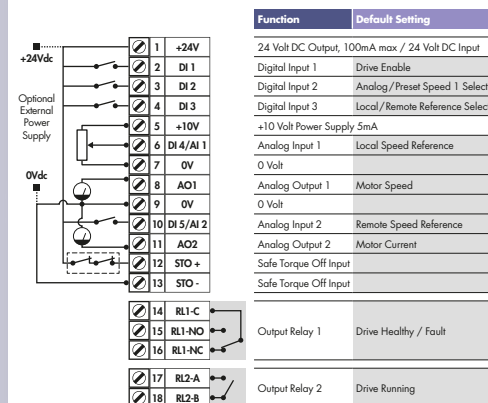 Function Default Setting
+24Vdc
Optional
External
Power
Supply
0Vdc
1 +24V 24 Volt DC Output, 100mA max / 24 Volt DC Input
2 DI 1 Digital Input 1 Drive Enable
3 DI 2 Digital Input 2 Analog/Preset Speed 1 Select
4 DI 3 Digital Input 3 Local/Remote Reference Select
5 +10V +10 Volt Power Supply 5mA
6 DI 4/AI 1 Analog Input 1 Local Speed Reference
7 0V 0 Volt
8 AO1 Analog Output 1 Motor Speed
9 0V 0 Volt
10 DI 5/AI 2 Analog Input 2 Remote Speed Reference
11 AO2 Analog Output 2 Motor Current
12 STO + Safe Torque Off Input
13 STO - Safe Torque Off Input
14 RL1-C
15 RL1-NO Output Relay 1 Drive Healthy / Fault
16 RL1-NC
17 RL2-A Output Relay 2 Drive Running
18 RL2-B